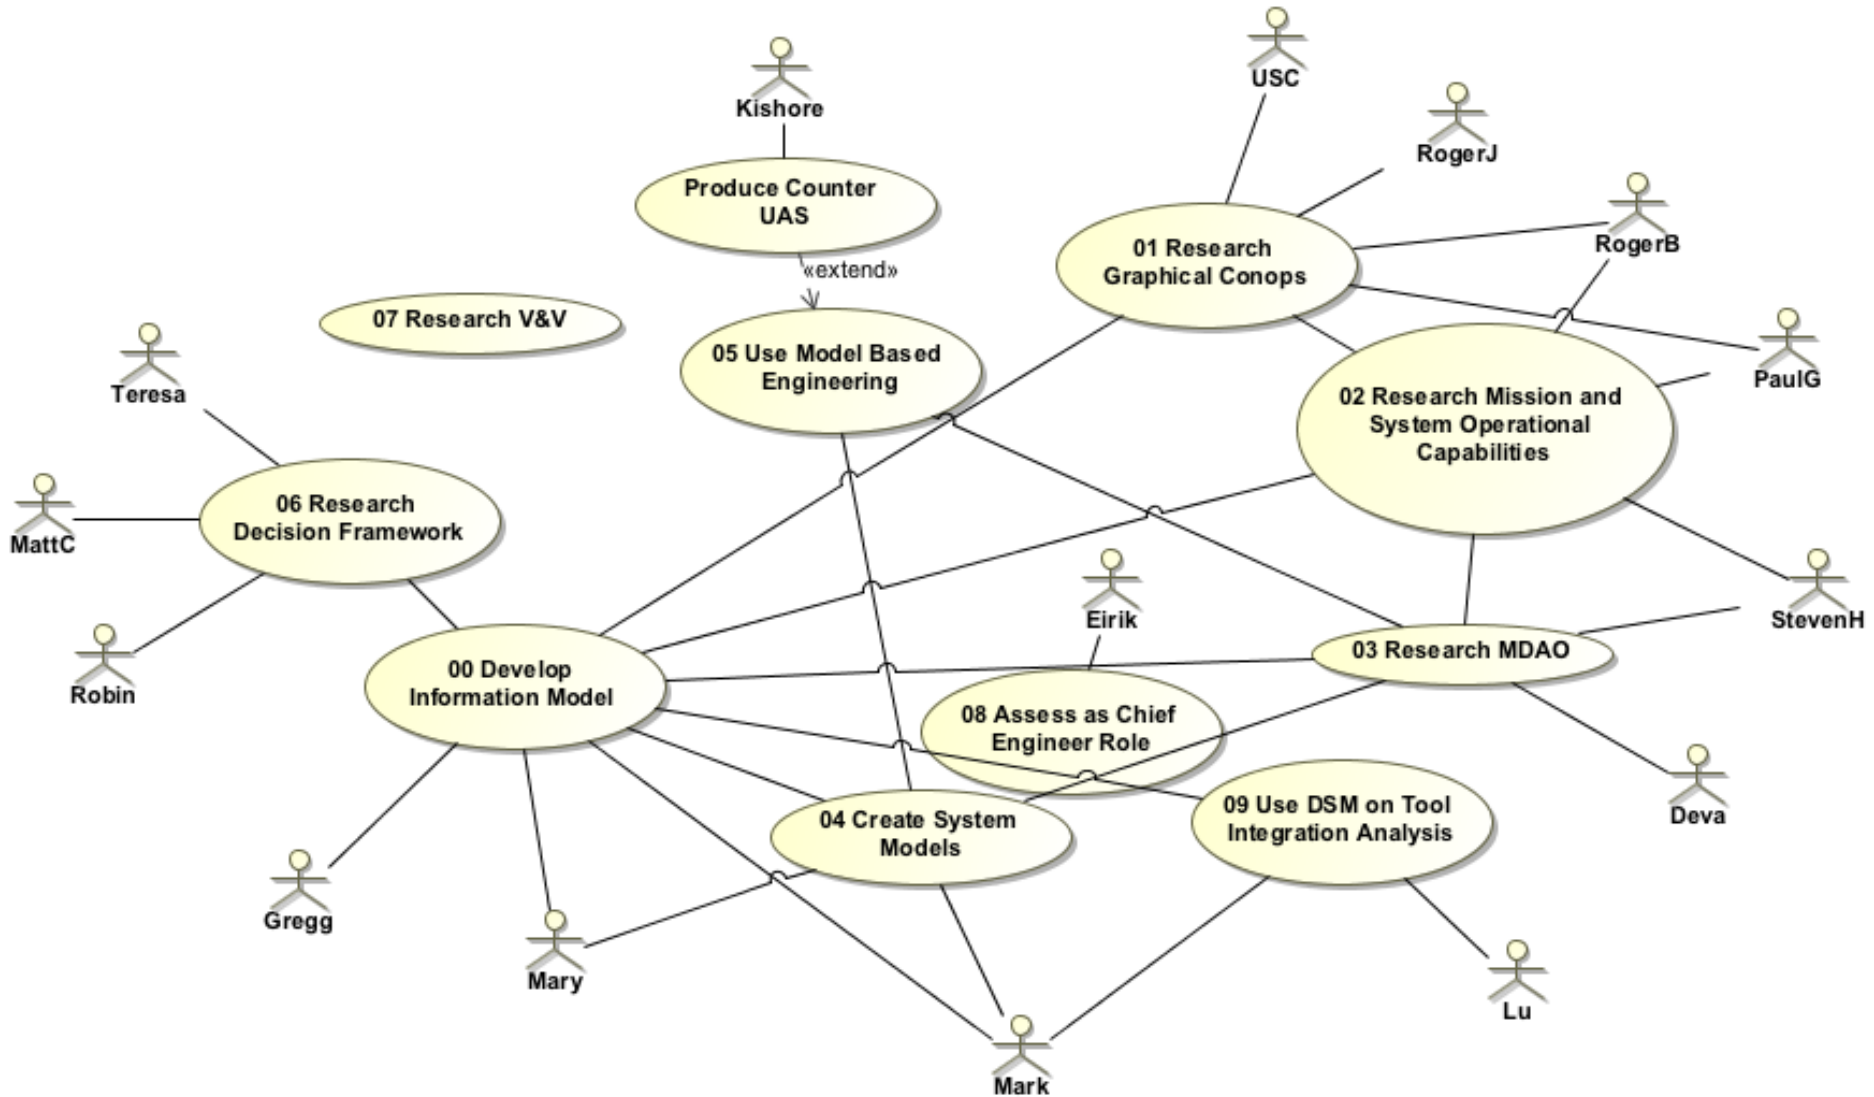 USC
Kishore
RogerJ
Produce Counter
UAS
RogerB
01 Research
Graphical Conops
«extend»
07 Research V&V
05 Use Model Based
Engineering
Teresa
PaulG
02 Research Mission and
System Operational
Capabilities
06 Research
Decision Framework
MattC
Eirik
StevenH
03 Research MDAO
00 Develop
Information Model
Robin
08 Assess as Chief
Engineer Role
09 Use DSM on Tool
Integration Analysis
Deva
04 Create System
Models
Gregg
Mary
Lu
Mark